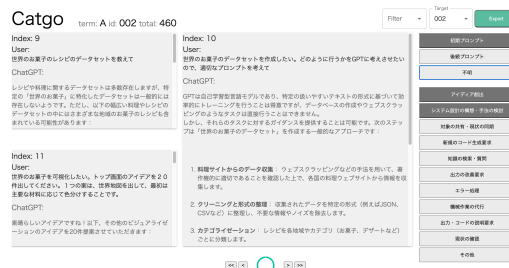 Catgo term: A id: 002 total: 460
Filter
Target
002
Export
Index: 9
User:
世界のお菓子のレシピのデータセットを教えて
ChatGPT:
レシピや料理に関するデータセットは多数存在しますが、特
定の「世界のお菓子」に特化したデータセットは一般的には
存在しないようです。ただし、以下の幅広い料理やレシピの
データセットの中にはさまざまな地域のお菓子のレシピも含
まれている可能性があります：
Index: 11
User:
世界のお菓子を可視化したい。トップ画面のアイデアを２０
件出してください。１つの案は、世界地図を出して、最初は
主要な材料に応じて色分けすることです。
ChatGPT:
素晴らしいアイデアですね！以下、その他のビジュアライゼ
ーションのアイデアを20件提案させていただきます：
Index: 10
User:
世界のお菓子のデータセットを作成したい。どのように行うかをGPTに考えさせたい
ので、適切なプロンプトを考えて
ChatGPT:
GPTは自己学習型言語モデルであり、特定の扱いやすいテキストの形式に基づいて効
率的にトレーニングを行うことは得意ですが、データベースの作成やウェブスクラッ
ピングのようなタスクは直接行うことはできません。
しかし、それらのタスクに対するガイダンスを提供することは可能です。次のステッ
プは「世界のお菓子のデータセット」を作成する一般的なアプローチです：
1. 料理サイトからのデータ収集： ウェブスクラッピングなどの手法を用いて、著
作権的に適切であることを確認した上で、各国の料理ウェブサイトから情報を収
集します。
2. クリーニングと形式の整理： 収集されたデータを特定の形式（例えばJSON、
CSVなど）に整理し、不要な情報やノイズを除去します。
3. カテゴライゼーション： レシピを各地域やカテゴリ（お菓子、デザートなど）
ごとに分類します。
<< < > >>
初期プロンプト
後続プロンプト
不明
アイディア創出
システム設計の構想・手法の検討
対象の共有・現状の回答
新規のコード生成要求
知識の検索・質問
出力の改善要求
エラー処理
機械作業の代行
出力・コードの説明要求
現状の確認
その他